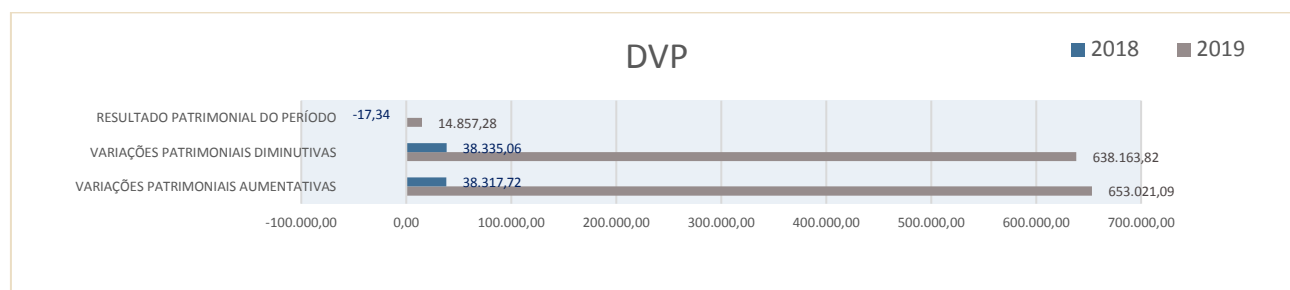 DVP
2018 2019
RESULTADO PATRIMONIAL DO PERÍODO
-17,34
14.857,28
VARIAÇÕES PATRIMONIAIS DIMINUTIVAS
38.335,06
638.163,82
VARIAÇÕES PATRIMONIAIS AUMENTATIVAS
38.317,72
653.021,09
-100.000,00 0,00 100.000,00 200.000,00 300.000,00 400.000,00 500.000,00 600.000,00 700.000,00